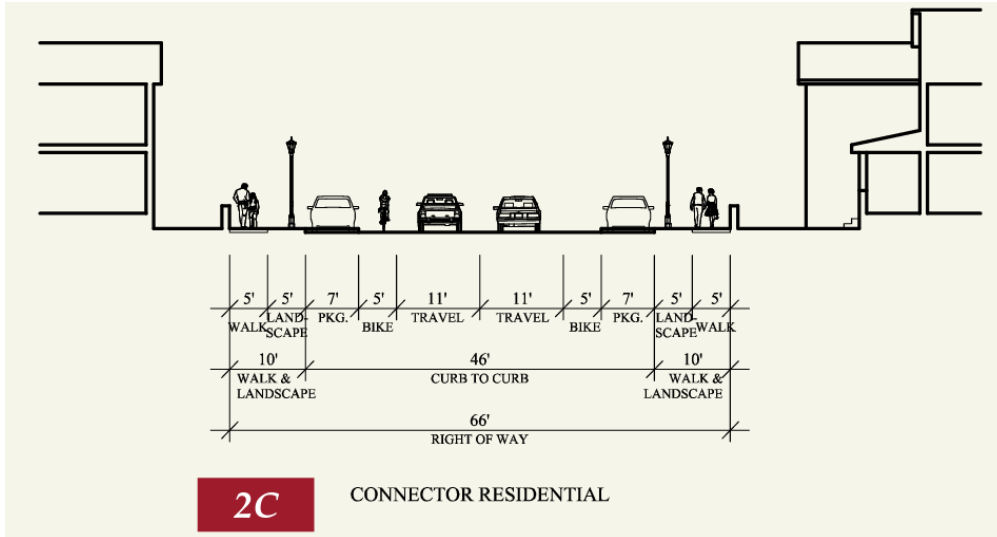 5' 5' 7' 5' 11' 11' 5' 7' 5' 5'
WALK LAND- PKG. BIKE TRAVEL TRAVEL BIKE PKG. LAND- WALK
SCAPE SCAPE
10' 46' 10'
WALK & CURB TO CURB WALK &
LANDSCAPE LANDSCAPE
66'
RIGHT OF WAY
2C CONNECTOR RESIDENTIAL